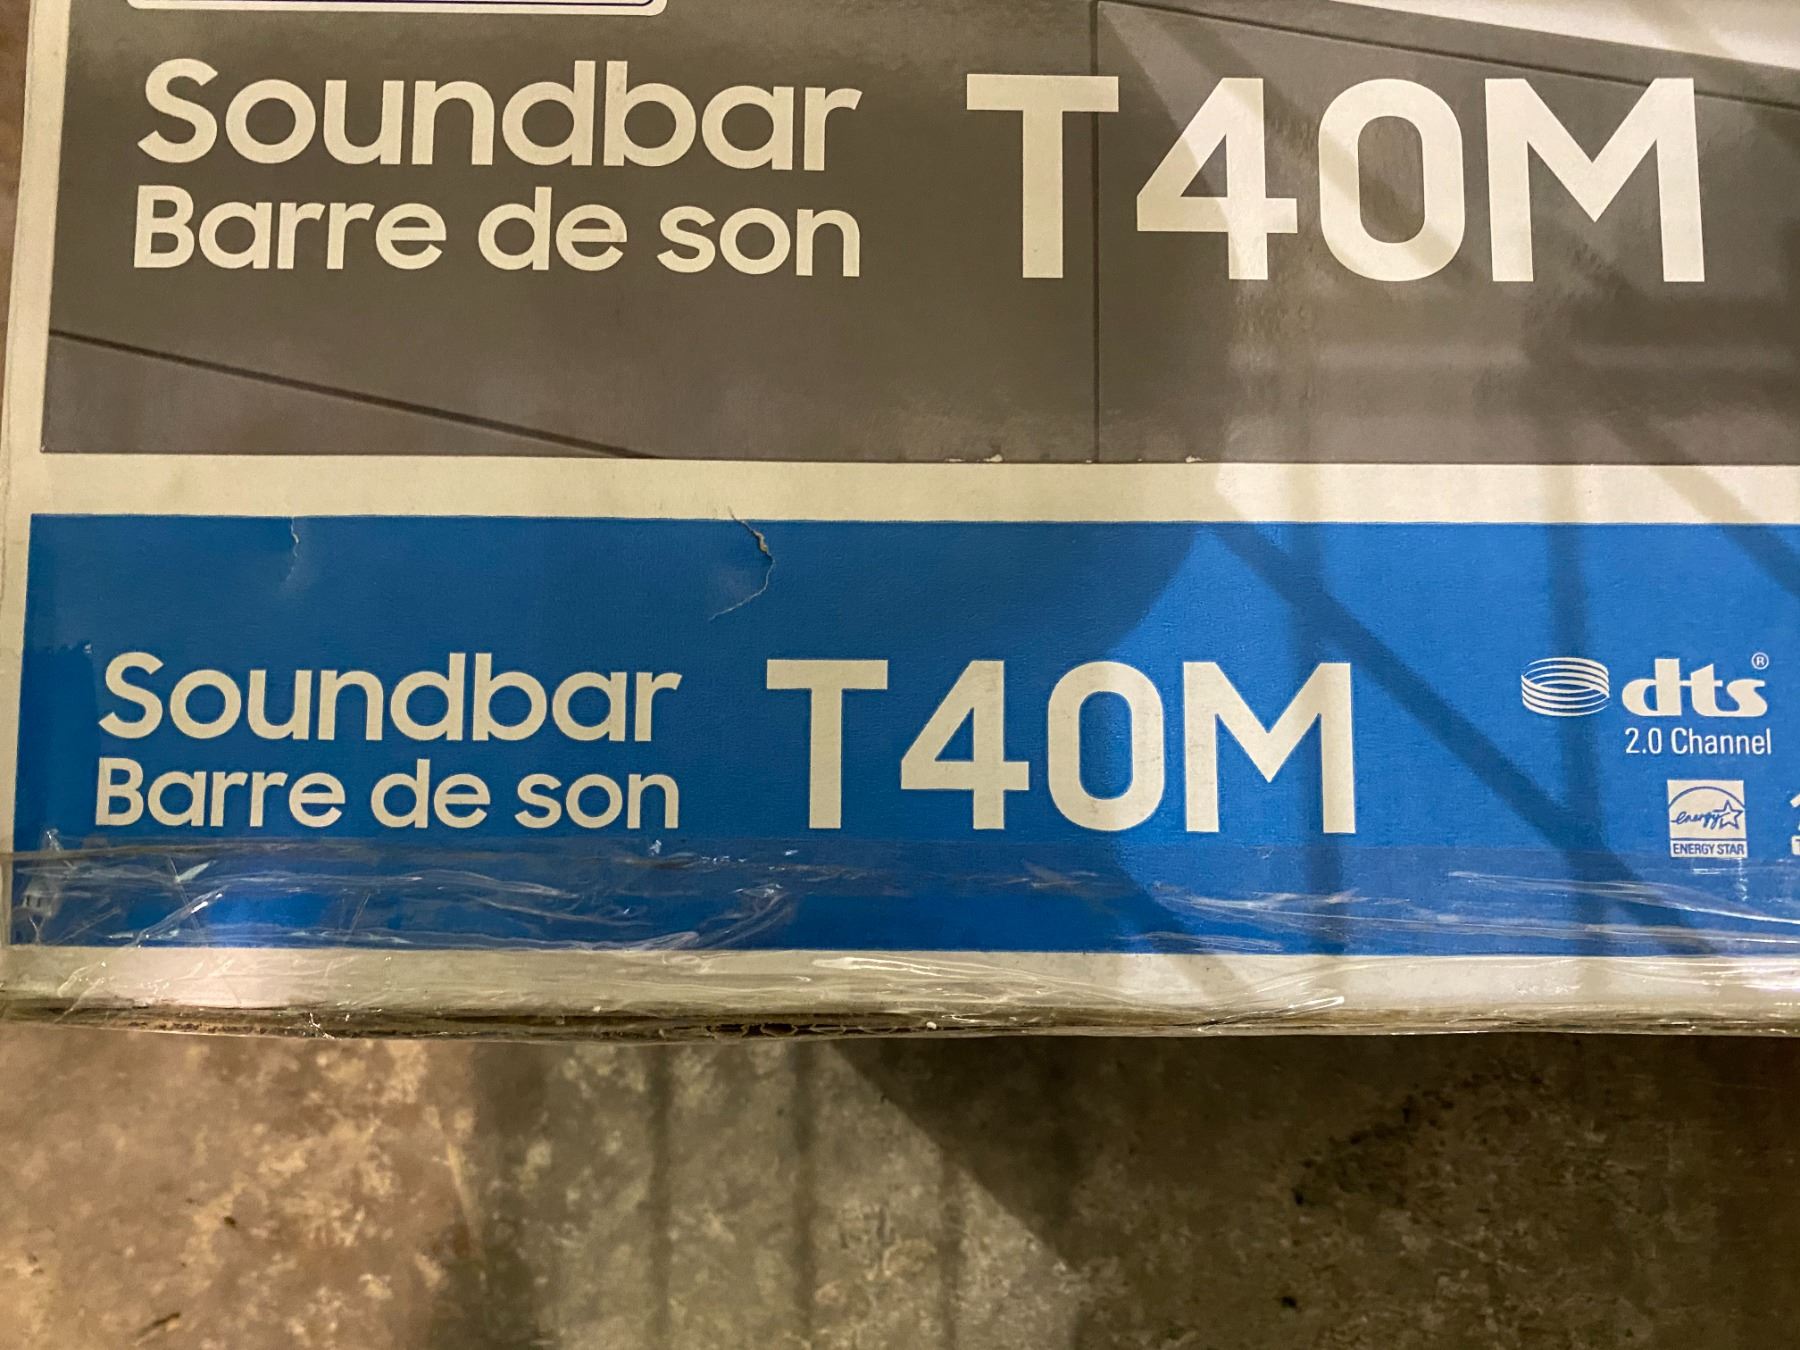 Soundbar T40M
Barre de son
Soundbar T40M
Barre de son
dts®
2.0 Channel
energy
ENERGY STAR